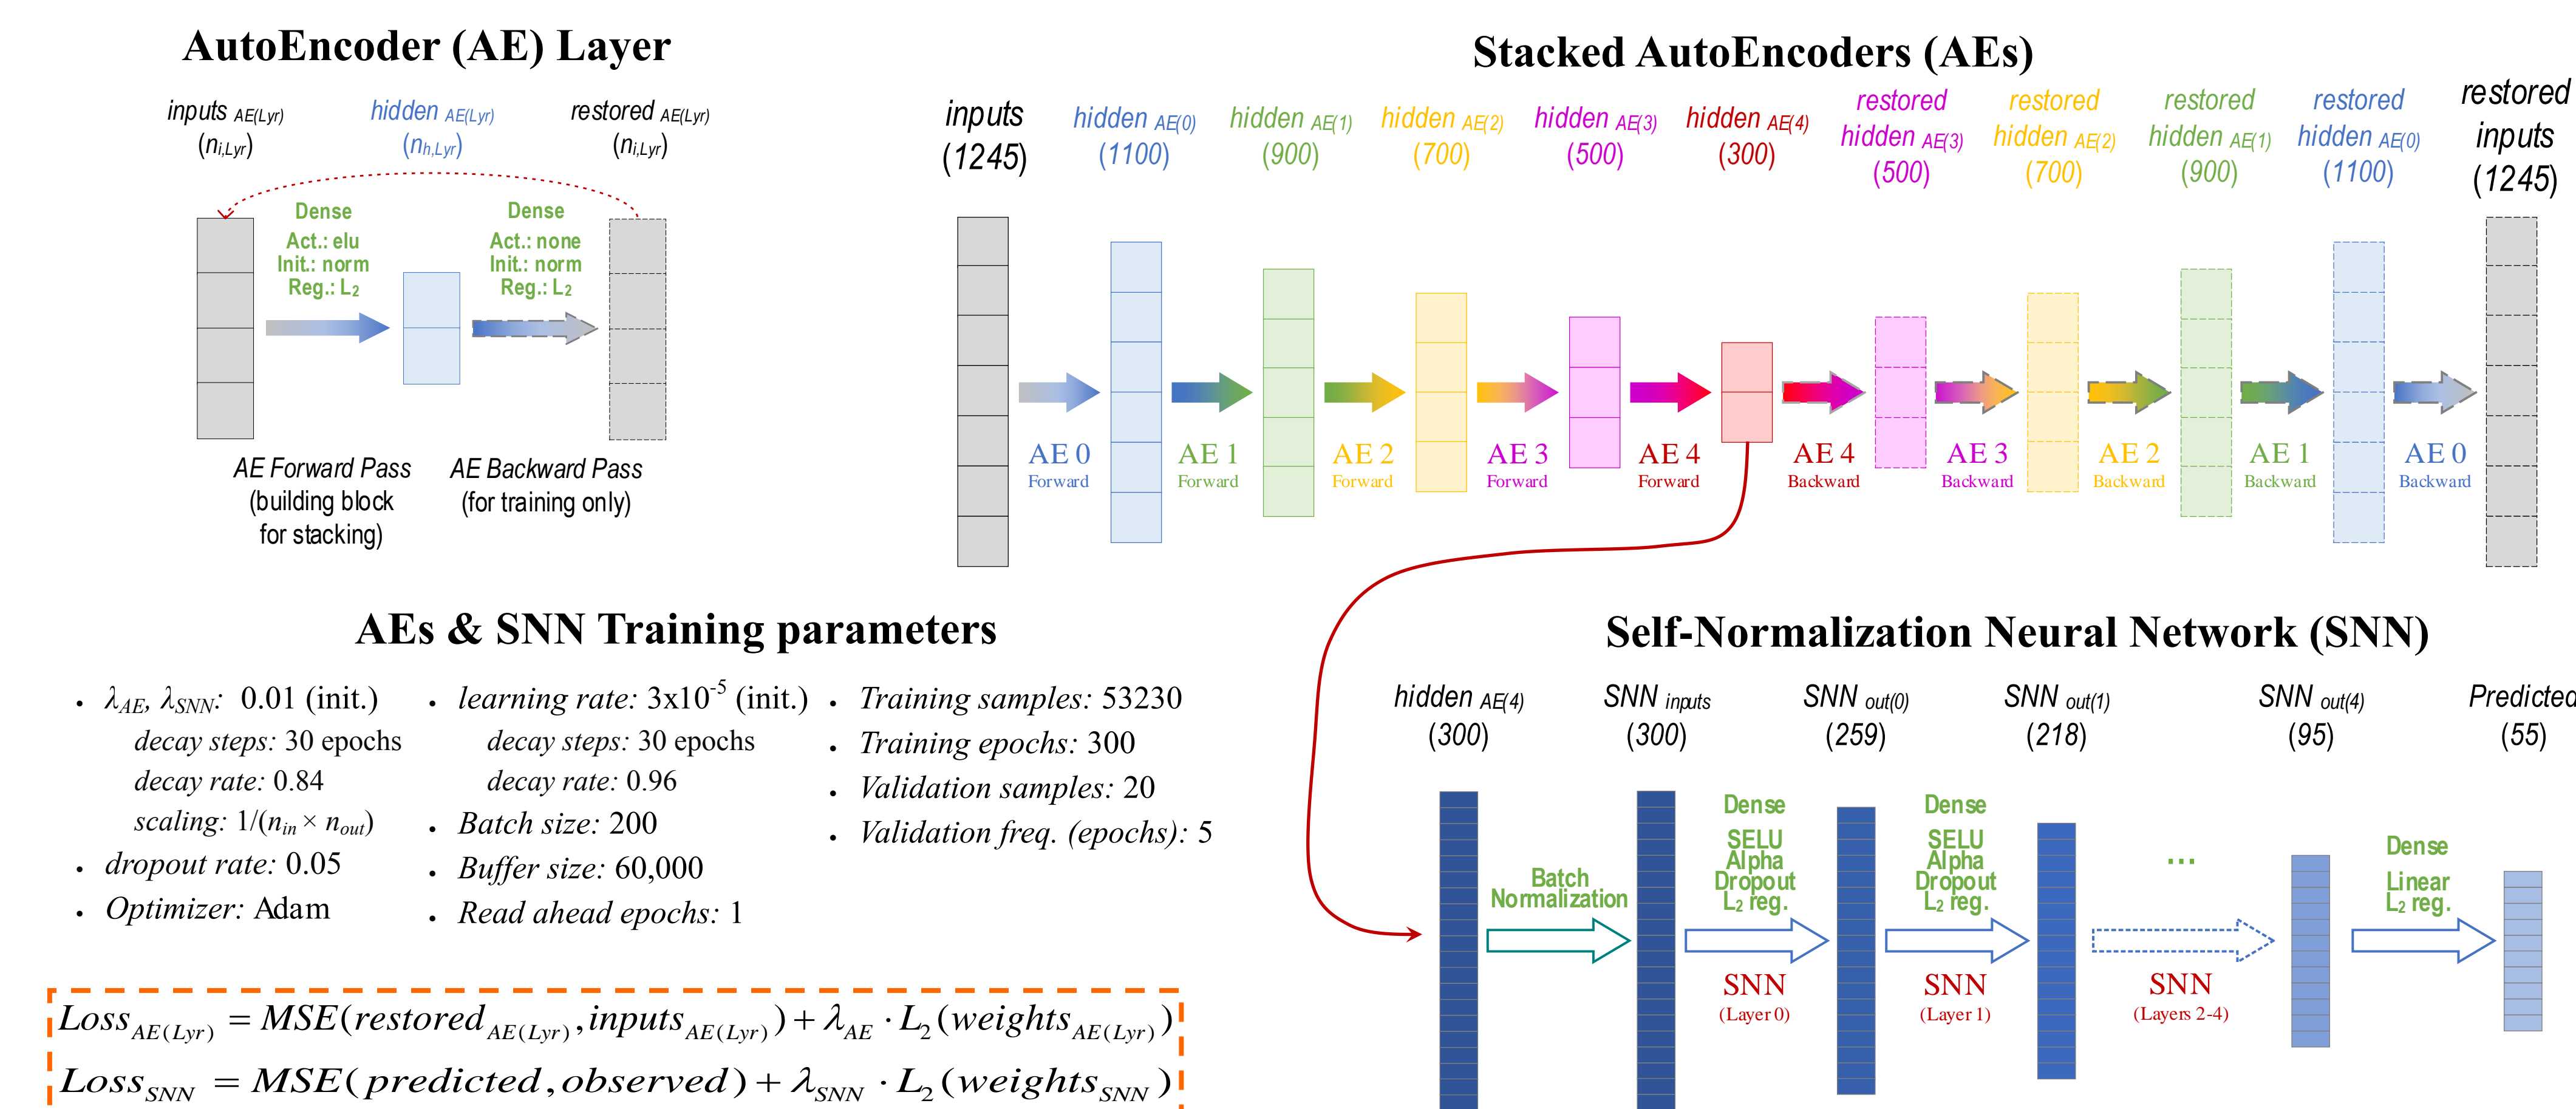 AutoEncoder (AE) Layer
inputs AE(Lyr)
(ni,Lyr)
hidden AE(Lyr)
(nh,Lyr)
restored AE(Lyr)
(ni,Lyr)
Dense
Act.: elu
Init.: norm
Reg.: L2
Dense
Act.: none
Init.: norm
Reg.: L2
AE Forward Pass
(building block
for stacking)
AE Backward Pass
(for training only)
Stacked AutoEncoders (AEs)
inputs
(1245)
hidden AE(0)
(1100)
hidden AE(1)
(900)
hidden AE(2)
(700)
hidden AE(3)
(500)
hidden AE(4)
(300)
restored
hidden AE(3)
(500)
restored
hidden AE(2)
(700)
restored
hidden AE(1)
(900)
restored
hidden AE(0)
(1100)
restored
inputs
(1245)
AE 0
Forward
AE 1
Forward
AE 2
Forward
AE 3
Forward
AE 4
Forward
AE 4
Backward
AE 3
Backward
AE 2
Backward
AE 1
Backward
AE 0
Backward
AEs & SNN Training parameters
• λAE, λSNN: 0.01 (init.)
decay steps: 30 epochs
decay rate: 0.84
scaling: 1/(nin × nout)
• dropout rate: 0.05
• Optimizer: Adam
• learning rate: 3x10-5 (init.)
decay steps: 30 epochs
decay rate: 0.96
• Batch size: 200
• Buffer size: 60,000
• Read ahead epochs: 1
• Training samples: 53230
• Training epochs: 300
• Validation samples: 20
• Validation freq. (epochs): 5
LossAE(Lyr) = MSE(restoredAE(Lyr), inputsAE(Lyr)) + λAE · L2(weightsAE(Lyr))
LossSNN = MSE(predicted, observed) + λSNN · L2(weightsSNN)
Self-Normalization Neural Network (SNN)
hidden AE(4)
(300)
SNN inputs
(300)
SNN out(0)
(259)
SNN out(1)
(218)
SNN out(4)
(95)
Predicted
(55)
Batch
Normalization
Dense
SELU
Alpha
Dropout
L2 reg.
SNN
(Layer 0)
Dense
SELU
Alpha
Dropout
L2 reg.
SNN
(Layer 1)
...
SNN
(Layers 2-4)
Dense
Linear
L2 reg.